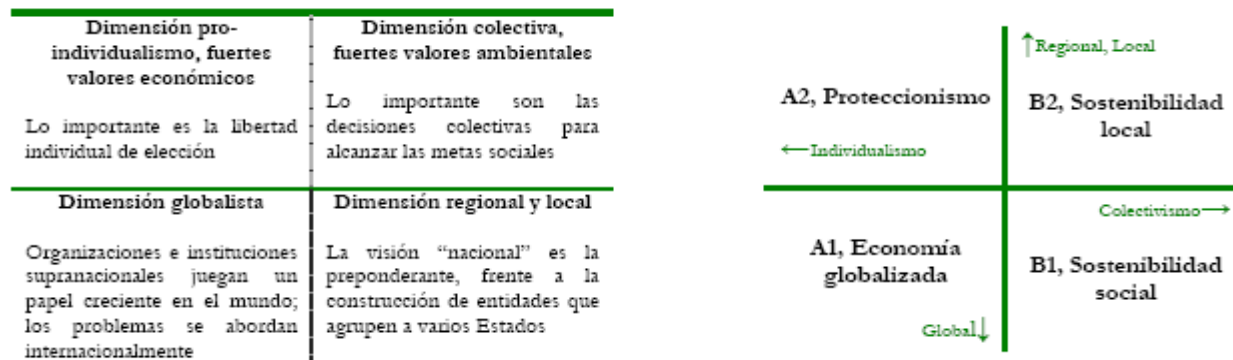 Dimensión pro-
individualismo, fuertes
valores económicos
Lo importante es la libertad
individual de elección
Dimensión colectiva,
fuertes valores ambientales
Lo importante son las
decisiones colectivas para
alcanzar las metas sociales
Dimensión globalista
Organizaciones e instituciones
supranacionales juegan un
papel creciente en el mundo;
los problemas se abordan
internacionalmente
Dimensión regional y local
La visión “nacional” es la
preponderante, frente a la
construcción de entidades que
agrupen a varios Estados
↑Regional, Local
A2, Proteccionismo
B2, Sostenibilidad
local
←Individualismo
Colectivismo→
A1, Economía
globalizada
B1, Sostenibilidad
social
Global↓